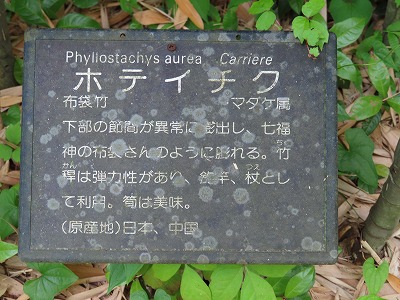 Phyllostachys aurea Carriere
ホテイチク
布袋竹 マダケ属
下部の節間が異常に膨出し、七福
神の布袋さんのように膨れる。竹
稈は弾力性があり、釣竿、杖とし
て利用。筍は美味。
(原産地)日本、中国